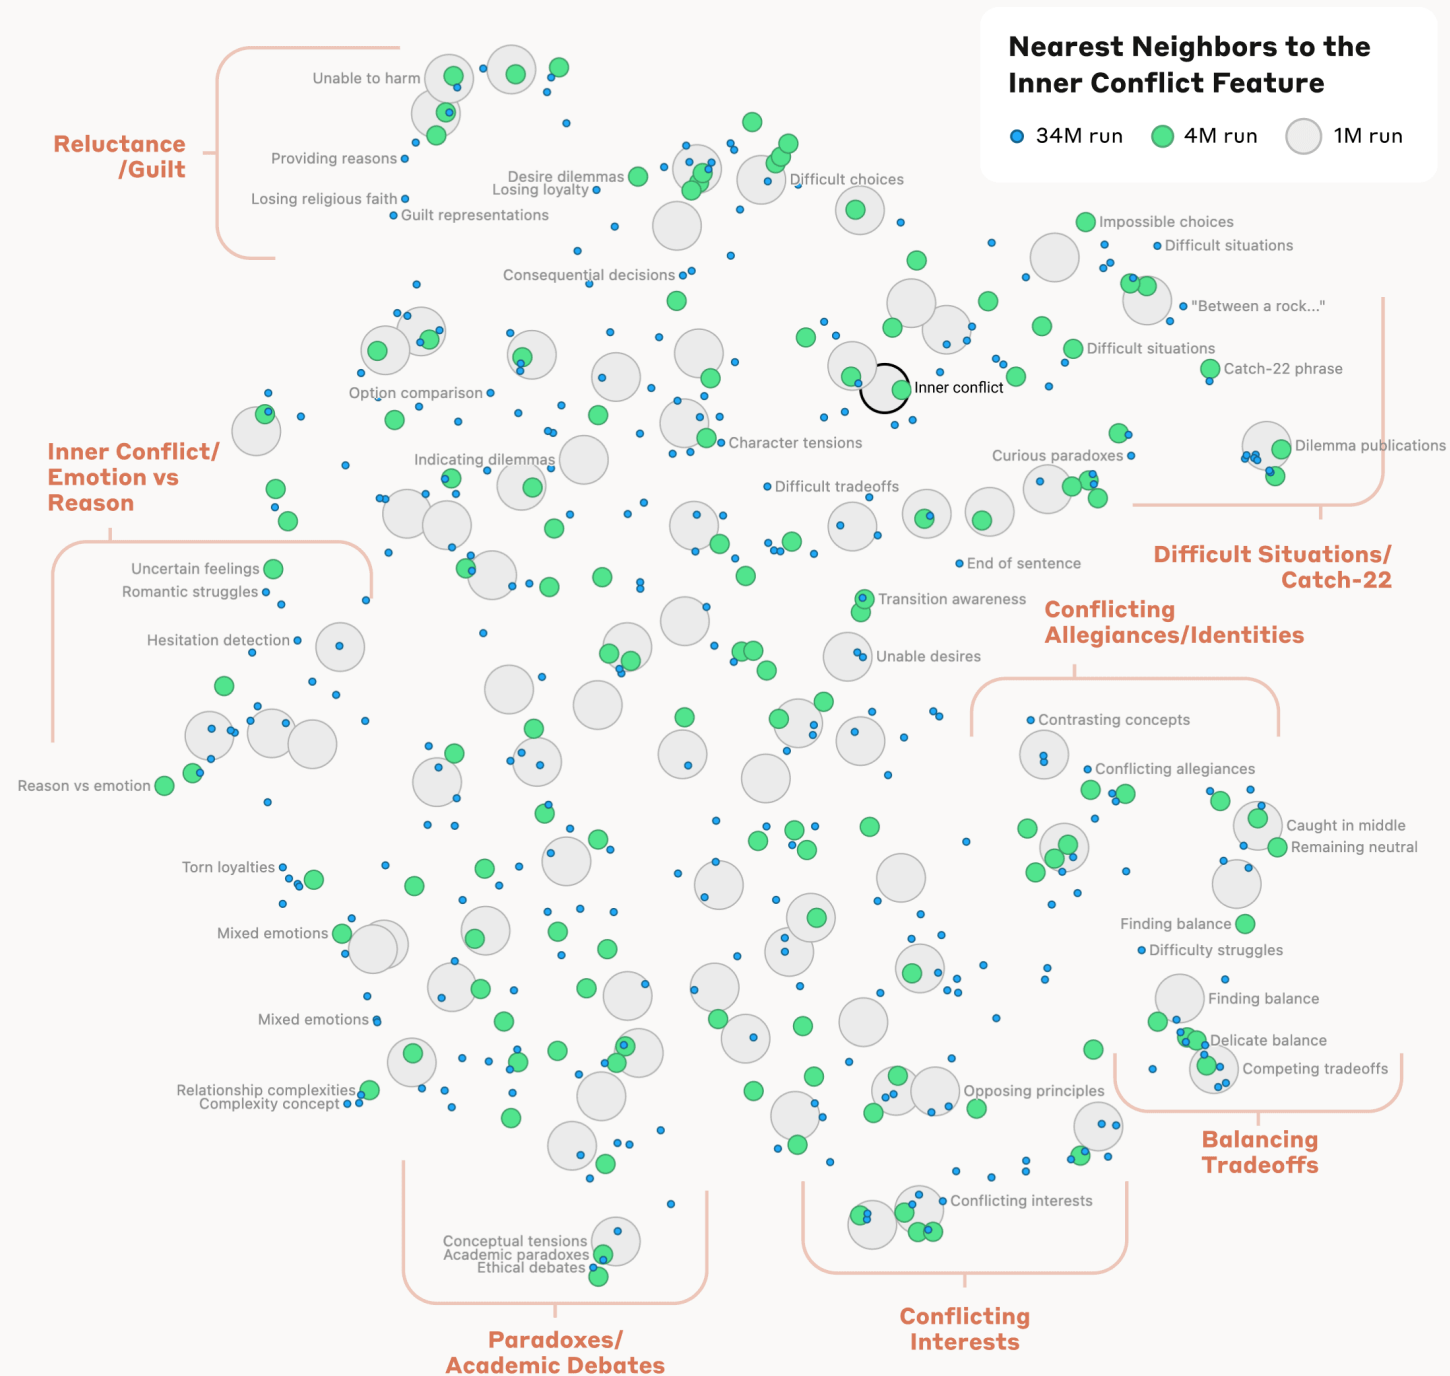 Nearest Neighbors to the
Inner Conflict Feature
34M run
4M run
1M run
Unable to harm
Reluctance
/Guilt
Providing reasons
Desire dilemmas
Losing loyalty
Difficult choices
Losing religious faith
Guilt representations
Impossible choices
Difficult situations
Consequential decisions
"Between a rock..."
Difficult situations
Catch-22 phrase
Inner conflict
Option comparison
Character tensions
Dilemma publications
Inner Conflict/
Emotion vs
Reason
Indicating dilemmas
Curious paradoxes
Difficult tradeoffs
Difficult Situations/
Catch-22
End of sentence
Uncertain feelings
Romantic struggles
Transition awareness
Conflicting
Allegiances/Identities
Hesitation detection
Unable desires
Contrasting concepts
Conflicting allegiances
Reason vs emotion
Caught in middle
Remaining neutral
Torn loyalties
Finding balance
Mixed emotions
Difficulty struggles
Finding balance
Mixed emotions
Delicate balance
Competing tradeoffs
Relationship complexities
Complexity concept
Opposing principles
Balancing
Tradeoffs
Conflicting interests
Conceptual tensions
Academic paradoxes
Ethical debates
Conflicting
Interests
Paradoxes/
Academic Debates